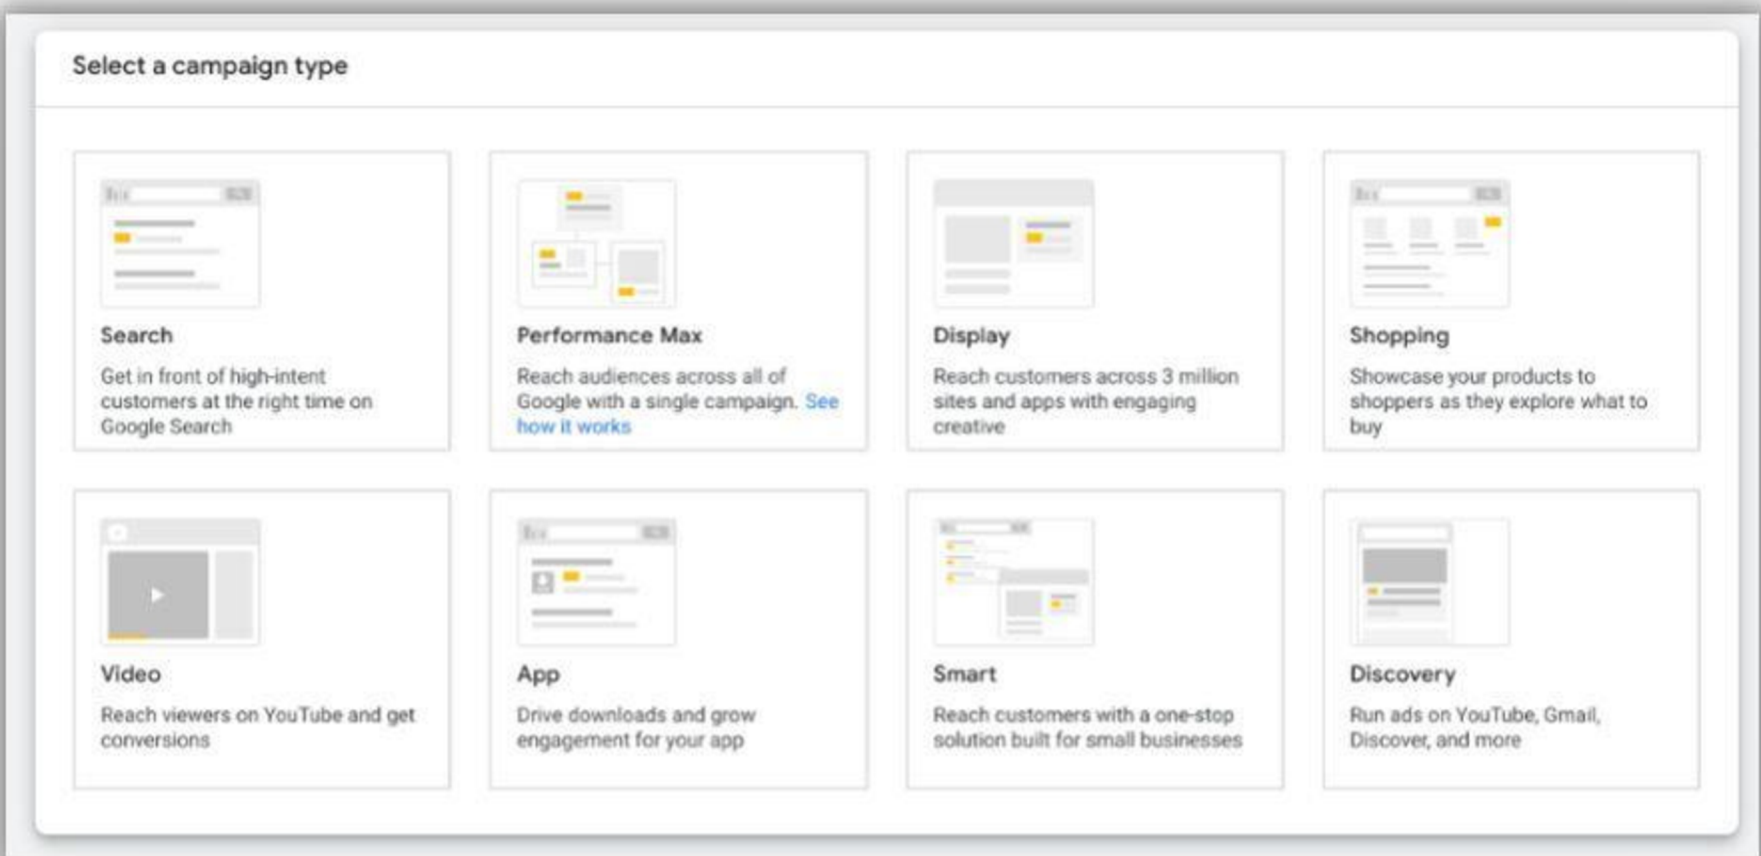 Select a campaign type
Search
Get in front of high-intent
customers at the right time on
Google Search
Performance Max
Reach audiences across all of
Google with a single campaign. See
how it works
Display
Reach customers across 3 million
sites and apps with engaging
creative
Shopping
Showcase your products to
shoppers as they explore what to
buy
Video
Reach viewers on YouTube and get
conversions
App
Drive downloads and grow
engagement for your app
Smart
Reach customers with a one-stop
solution built for small businesses
Discovery
Run ads on YouTube, Gmail,
Discover, and more